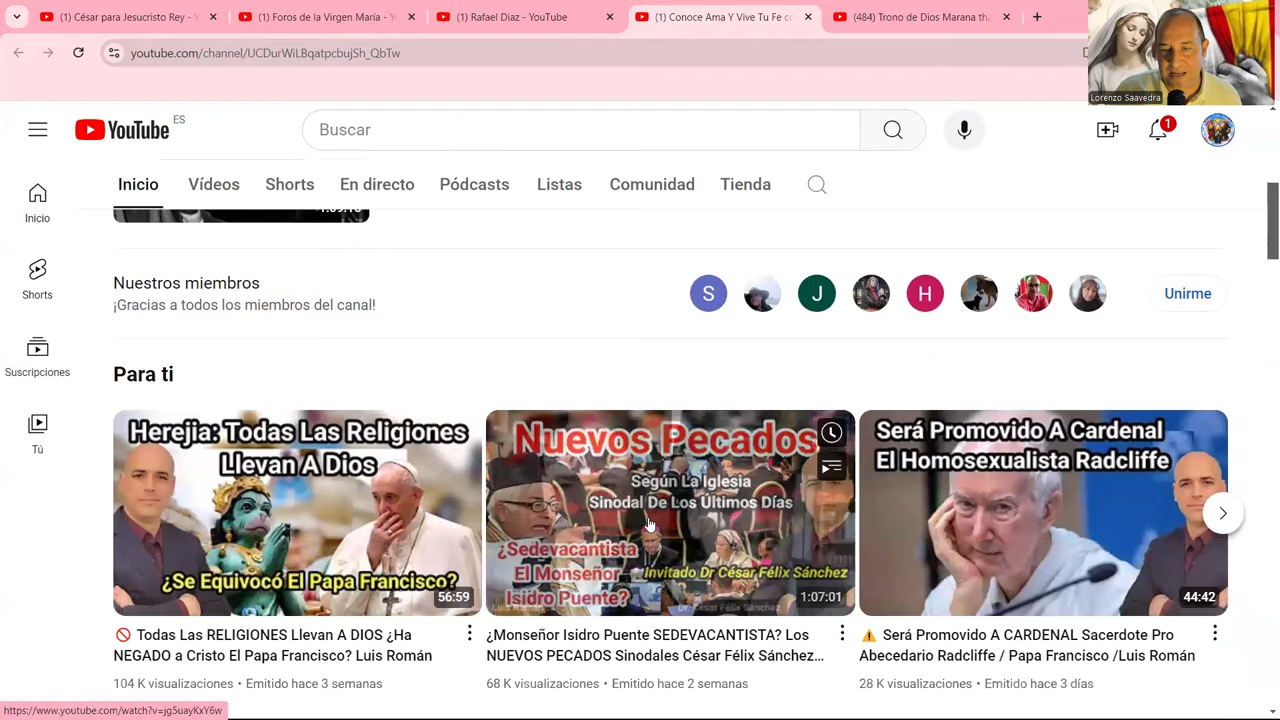 (1) César para Jesucristo Rey - Y
(1) Foros de la Virgen María - Y
(1) Rafael Diaz - YouTube
(1) Conoce Ama Y Vive Tu Fe co
(484) Trono de Dios Marana tha
youtube.com/channel/UCDurWiLBqatpcbujSh_QbTw
Lorenzo Saavedra
YouTube
ES
Buscar
1
Inicio
Vídeos
Shorts
En directo
Pódcasts
Listas
Comunidad
Tienda
Inicio
Shorts
Suscripciones
Tú
Nuestros miembros
¡Gracias a todos los miembros del canal!
S
J
H
Unirme
Para ti
Herejia: Todas Las Religiones
Llevan A Dios
¿Se Equivocó El Papa Francisco?
56:59
Todas Las RELIGIONES Llevan A DIOS ¿Ha
NEGADO a Cristo El Papa Francisco? Luis Román
104 K visualizaciones • Emitido hace 3 semanas
Nuevos Pecados
Según La Iglesia
Sinodal De Los Últimos Días
¿Sedevacantista
El Monseñor
Isidro Puente?
Invitado Dr César Félix Sánchez
Luis Román
Dr. César Félix Sánchez
1:07:01
¿Monseñor Isidro Puente SEDEVACANTISTA? Los
NUEVOS PECADOS Sinodales César Félix Sánchez...
68 K visualizaciones • Emitido hace 2 semanas
Será Promovido A Cardenal
El Homosexualista Radcliffe
44:42
Será Promovido A CARDENAL Sacerdote Pro
Abecedario Radcliffe / Papa Francisco /Luis Román
28 K visualizaciones • Emitido hace 3 días
https://www.youtube.com/watch?v=jg5uayKxY6w